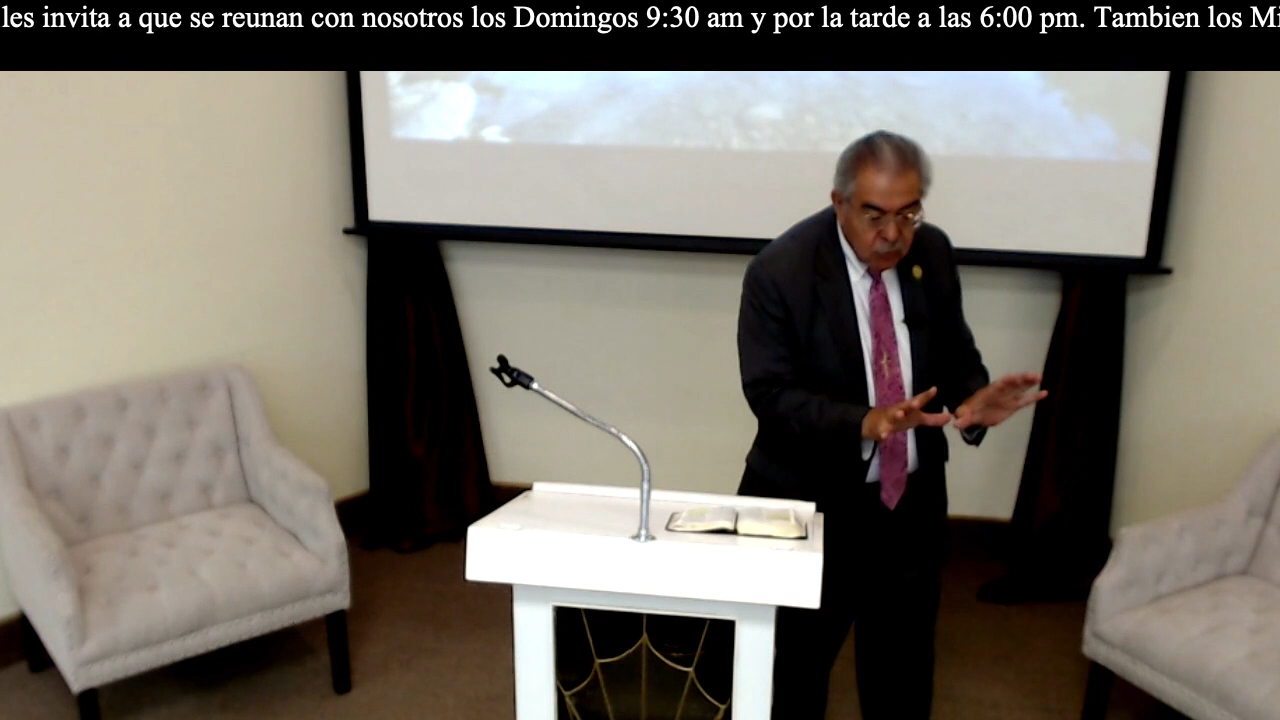 les invita a que se reunan con nosotros los Domingos 9:30 am y por la tarde a las 6:00 pm. Tambien los Mi